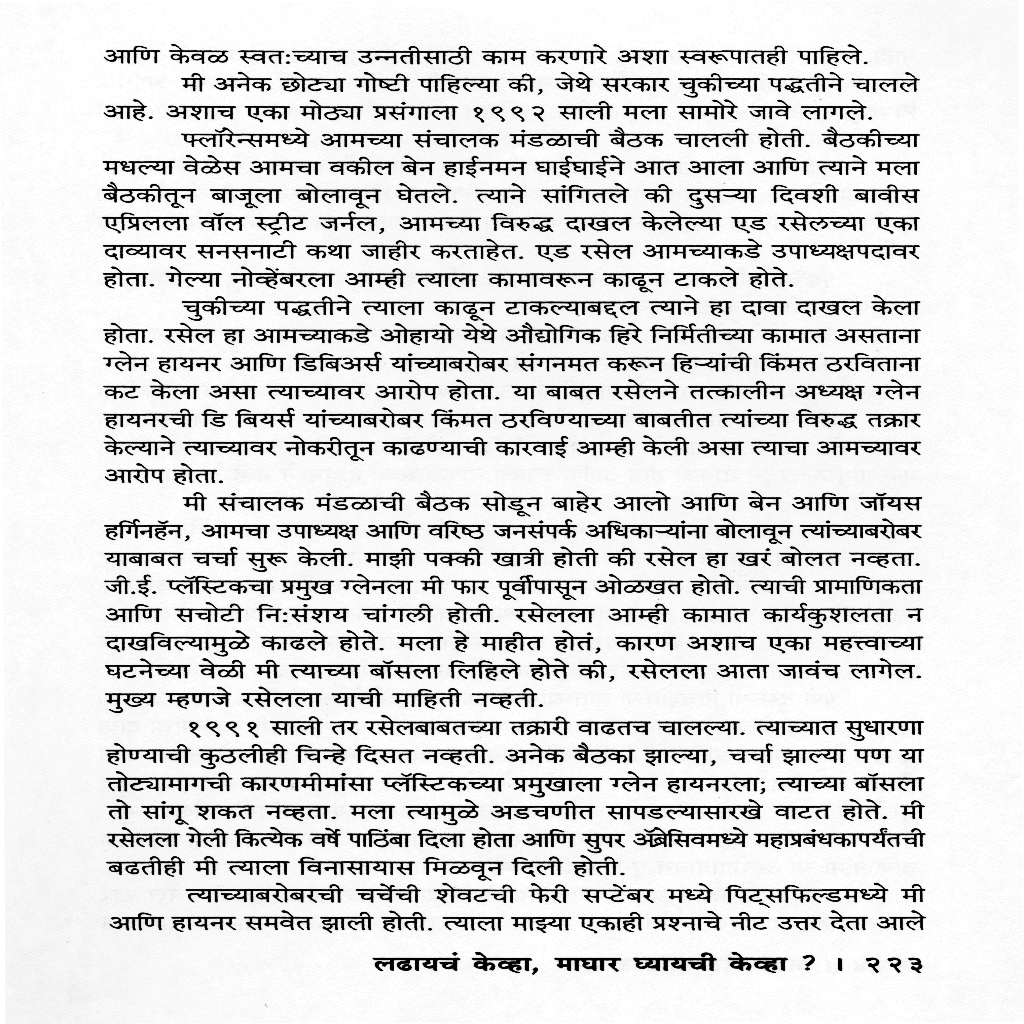 आणि केवळ स्वतःच्याच उन्नतीसाठी काम करणारे अशा स्वरूपातही पाहिले.
मी अनेक छोट्या गोष्टी पाहिल्या की, जेथे सरकार चुकीच्या पद्धतीने चालले
आहे. अशाच एका मोठ्या प्रसंगाला १९९२ साली मला सामोरे जावे लागले.
फ्लॉरेन्समध्ये आमच्या संचालक मंडळाची बैठक चालली होती. बैठकीच्या
मधल्या वेळेस आमचा वकील बेन हाईनमन घाईघाईने आत आला आणि त्याने मला
बैठकीतून बाजूला बोलावून घेतले. त्याने सांगितले की दुसऱ्या दिवशी बावीस
एप्रिलला वॉल स्ट्रीट जर्नल, आमच्या विरुद्ध दाखल केलेल्या एड रसेलच्या एका
दाव्यावर सनसनाटी कथा जाहीर करताहेत. एड रसेल आमच्याकडे उपाध्यक्षपदावर
होता. गेल्या नोव्हेंबरला आम्ही त्याला कामावरून काढून टाकले होते.
चुकीच्या पद्धतीने त्याला काढून टाकल्याबद्दल त्याने हा दावा दाखल केला
होता. रसेल हा आमच्याकडे ओहायो येथे औद्योगिक हिरे निर्मितीच्या कामात असताना
ग्लेन हायनर आणि डिबिअर्स यांच्याबरोबर संगनमत करून हिऱ्यांची किंमत ठरविताना
कट केला असा त्याच्यावर आरोप होता. या बाबत रसेलने तत्कालीन अध्यक्ष ग्लेन
हायनरची डि बियर्स यांच्याबरोबर किंमत ठरविण्याच्या बाबतीत त्यांच्या विरुद्ध तक्रार
केल्याने त्याच्यावर नोकरीतून काढण्याची कारवाई आम्ही केली असा त्याचा आमच्यावर
आरोप होता.
मी संचालक मंडळाची बैठक सोडून बाहेर आलो आणि बेन आणि जॉयस
हर्गिनहॅन, आमचा उपाध्यक्ष आणि वरिष्ठ जनसंपर्क अधिकाऱ्यांना बोलावून त्यांच्याबरोबर
याबाबत चर्चा सुरू केली. माझी पक्की खात्री होती की रसेल हा खरं बोलत नव्हता.
जी.ई. प्लॅस्टिकचा प्रमुख ग्लेनला मी फार पूर्वीपासून ओळखत होतो. त्याची प्रामाणिकता
आणि सचोटी निःसंशय चांगली होती. रसेलला आम्ही कामात कार्यकुशलता न
दाखविल्यामुळे काढले होते. मला हे माहीत होतं, कारण अशाच एका महत्त्वाच्या
घटनेच्या वेळी मी त्याच्या बॉसला लिहिले होते की, रसेलला आता जावंच लागेल.
मुख्य म्हणजे रसेलला याची माहिती नव्हती.
१९९१ साली तर रसेलबाबतच्या तक्रारी वाढतच चालल्या. त्याच्यात सुधारणा
होण्याची कुठलीही चिन्हे दिसत नव्हती. अनेक बैठका झाल्या, चर्चा झाल्या पण या
तोट्यामागची कारणमीमांसा प्लॅस्टिकच्या प्रमुखाला ग्लेन हायनरला; त्याच्या बॉसला
तो सांगू शकत नव्हता. मला त्यामुळे अडचणीत सापडल्यासारखे वाटत होते. मी
रसेलला गेली कित्येक वर्षे पाठिंबा दिला होता आणि सुपर ॲब्रेसिवमध्ये महाप्रबंधकापर्यंतची
बढतीही मी त्याला विनासायास मिळवून दिली होती.
त्याच्याबरोबरची चर्चेची शेवटची फेरी सप्टेंबर मध्ये पिट्सफिल्डमध्ये मी
आणि हायनर समवेत झाली होती. त्याला माझ्या एकाही प्रश्नाचे नीट उत्तर देता आले
लढायचं केव्हा, माघार घ्यायची केव्हा ? । २२३